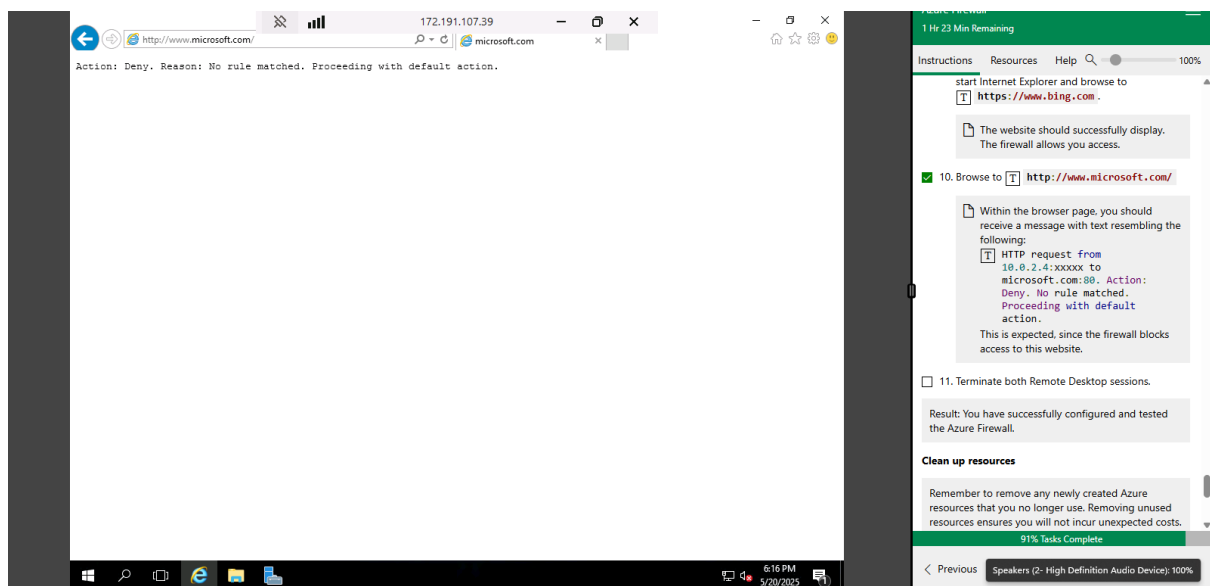 172.191.107.39
http://www.microsoft.com/
microsoft.com
Action: Deny. Reason: No rule matched. Proceeding with default action.
6:16 PM
5/20/2025
1
Azure Firewall
1 Hr 23 Min Remaining
Instructions Resources Help 100%
start Internet Explorer and browse to
T https://www.bing.com .
The website should successfully display.
The firewall allows you access.
10. Browse to T http://www.microsoft.com/
Within the browser page, you should
receive a message with text resembling the
following:
T HTTP request from
10.0.2.4:xxxxx to
microsoft.com:80. Action:
Deny. No rule matched.
Proceeding with default
action.
This is expected, since the firewall blocks
access to this website.
11. Terminate both Remote Desktop sessions.
Result: You have successfully configured and tested
the Azure Firewall.
Clean up resources
Remember to remove any newly created Azure
resources that you no longer use. Removing unused
resources ensures you will not incur unexpected costs.
91% Tasks Complete
Previous
Speakers (2- High Definition Audio Device): 100%